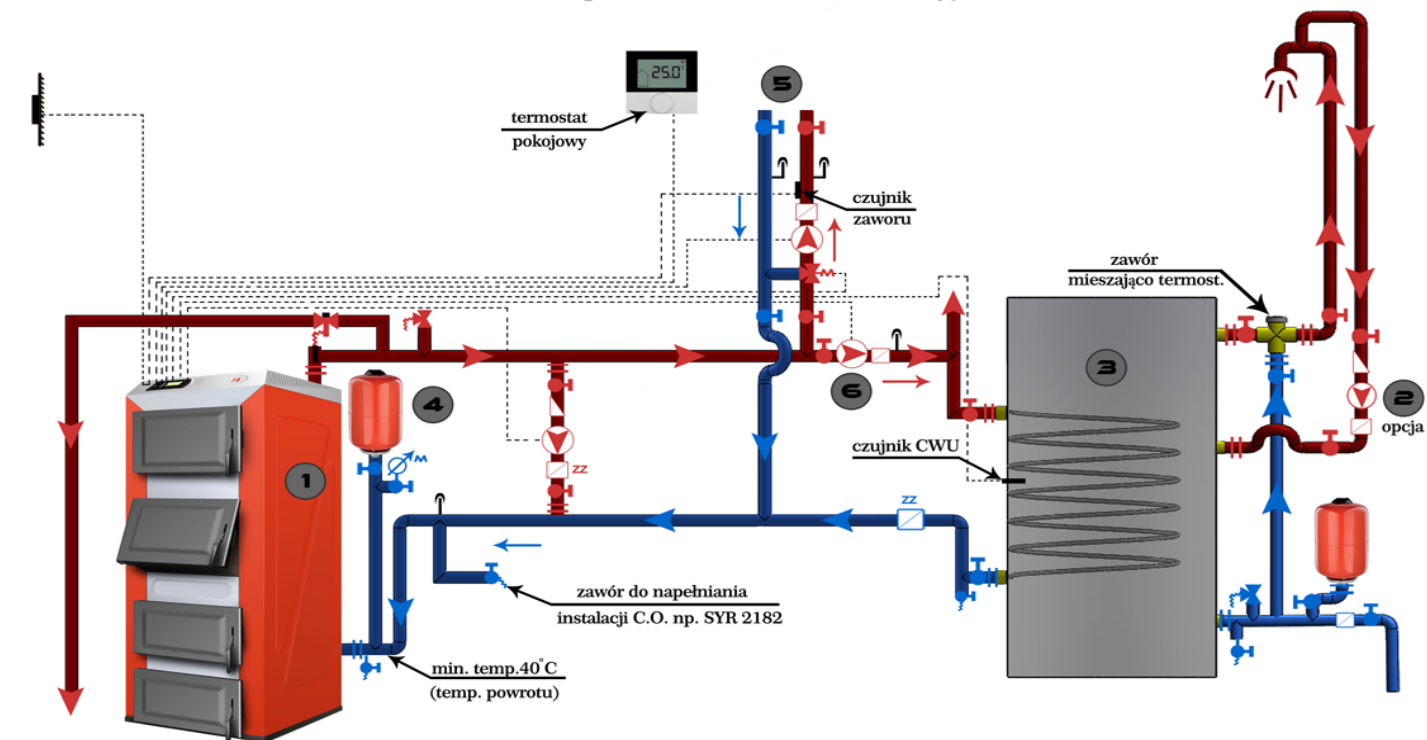 25.0
5
termostat
pokojowy
czujnik
zaworu
zawór
mieszająco termost.
4
6
3
2
opcja
1
zz
M
czujnik CWU
zz
zawór do napełniania
instalacji C.O. np. SYR 2182
min. temp.40°C
(temp. powrotu)